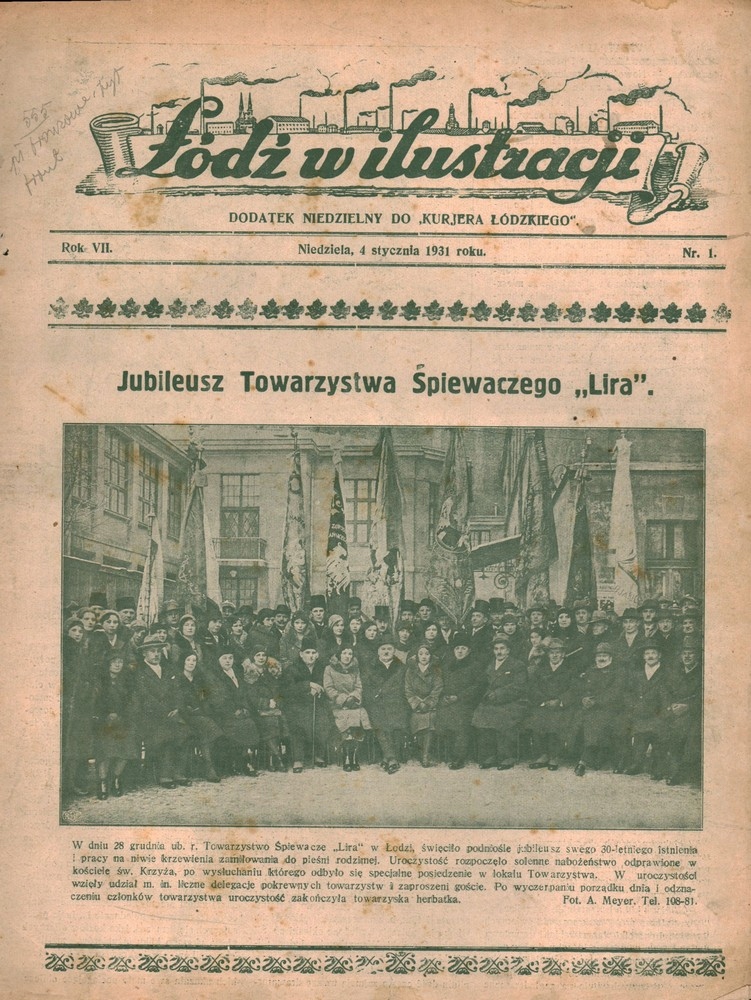 Łódź w ilustracji
DODATEK NIEDZIELNY DO „KURJERA ŁÓDZKIEGO".
Rok VII. Niedziela, 4 stycznia 1931 roku. Nr. 1.
Jubileusz Towarzystwa Śpiewaczego „Lira".
W dniu 28 grudnia ub. r. Towarzystwo Śpiewacze „Lira" w Łodzi, święciło podniośle jubileusz swego 30-letniego istnienia
i pracy na niwie krzewienia zamiłowania do pieśni rodzimej. Uroczystość rozpoczęło solenne nabożeństwo odprawione w
kościele św. Krzyża, po wysłuchaniu którego odbyło się specjalne posiedzenie w lokalu Towarzystwa. W uroczystości
wzięły udział m. in. liczne delegacje pokrewnych towarzystw i zaproszeni goście. Po wyczerpaniu porządku dnia i odzna-
czeniu członków towarzystwa uroczystość zakończyła towarzyska herbatka. Fot. A. Meyer. Tel. 108-81.